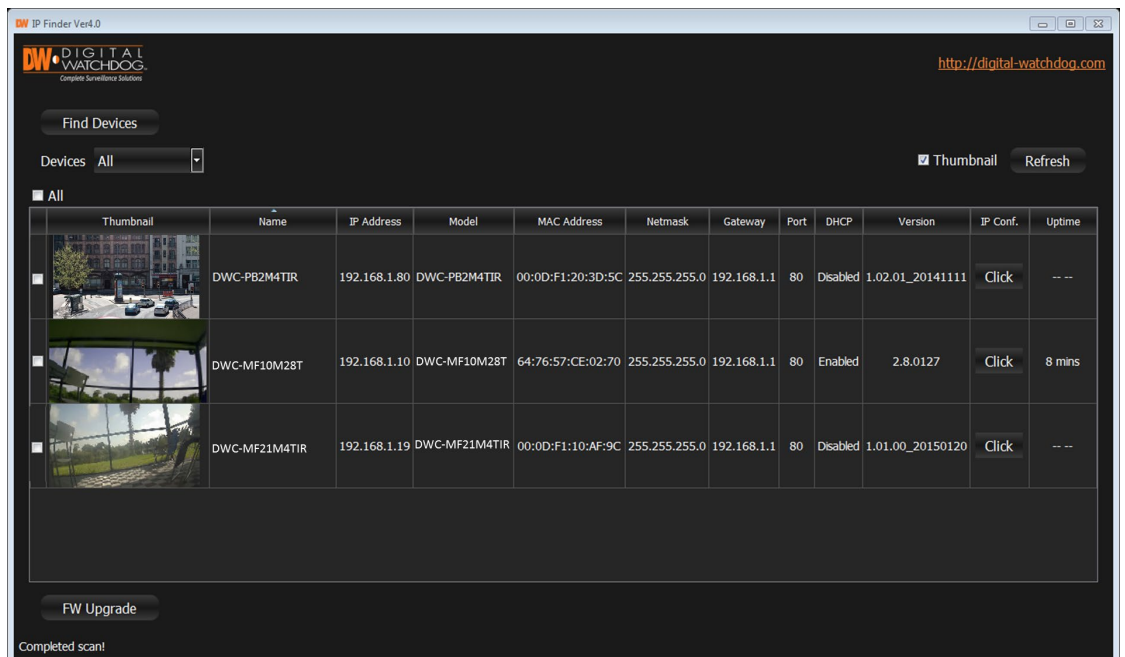 DW IP Finder Ver4.0
DW DIGITAL WATCHDOG
Complete Surveillance Solutions
http://digital-watchdog.com
Find Devices
Devices All Thumbnail Refresh
All
Thumbnail Name IP Address Model MAC Address Netmask Gateway Port DHCP Version IP Conf. Uptime
DWC-PB2M4TIR 192.168.1.80 DWC-PB2M4TIR 00:0D:F1:20:3D:5C 255.255.255.0 192.168.1.1 80 Disabled 1.02.01_20141111 Click -- --
DWC-MF10M28T 192.168.1.10 DWC-MF10M28T 64:76:57:CE:02:70 255.255.255.0 192.168.1.1 80 Enabled 2.8.0127 Click 8 mins
DWC-MF21M4TIR 192.168.1.19 DWC-MF21M4TIR 00:0D:F1:10:AF:9C 255.255.255.0 192.168.1.1 80 Disabled 1.01.00_20150120 Click -- --
FW Upgrade
Completed scan!